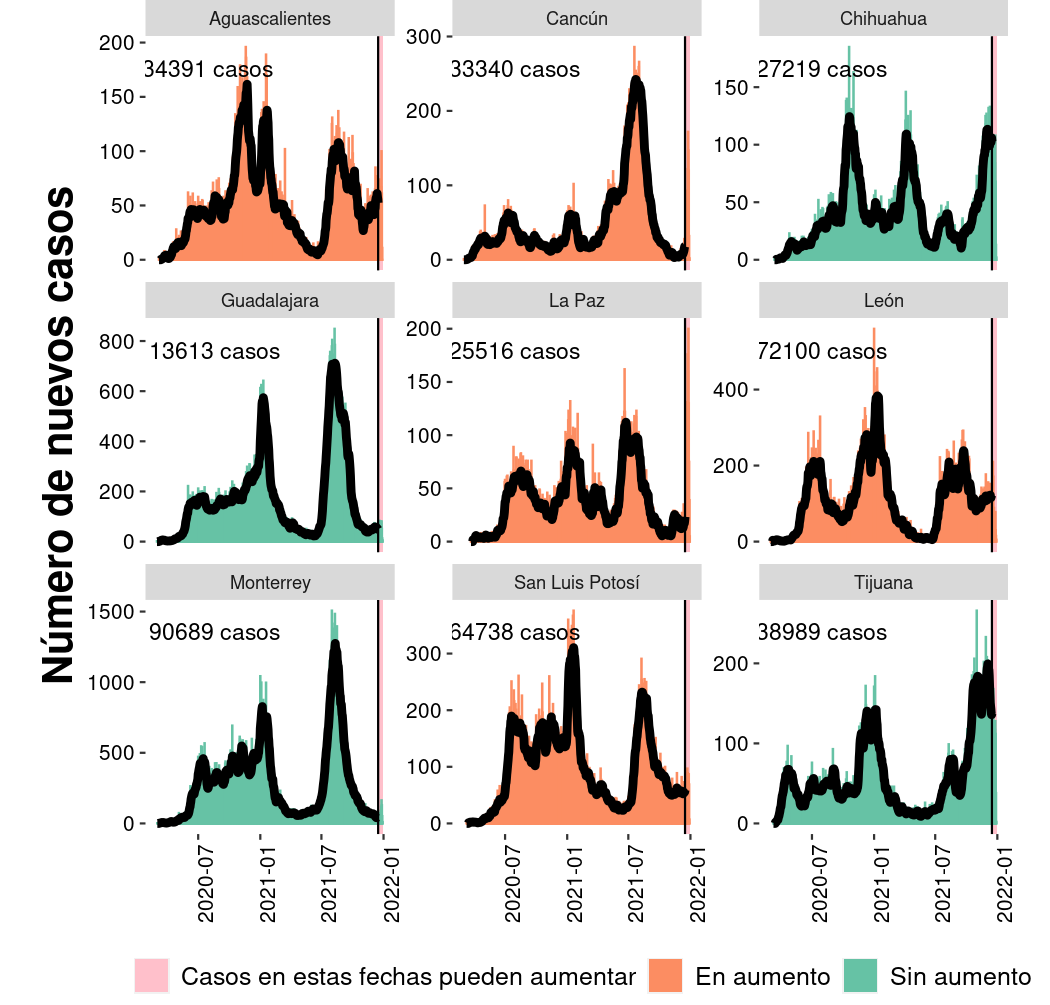 Número de nuevos casos
Aguascalientes
Cancún
Chihuahua
34391 casos
33340 casos
27219 casos
200
150
100
50
0
300
200
100
0
150
100
50
0
Guadalajara
La Paz
León
13613 casos
25516 casos
72100 casos
800
600
400
200
0
200
150
100
50
0
400
200
0
Monterrey
San Luis Potosí
Tijuana
90689 casos
64738 casos
38989 casos
1500
1000
500
0
300
200
100
0
200
100
0
2020-07
2021-01
2021-07
2022-01
2020-07
2021-01
2021-07
2022-01
2020-07
2021-01
2021-07
2022-01
Casos en estas fechas pueden aumentar
En aumento
Sin aumento